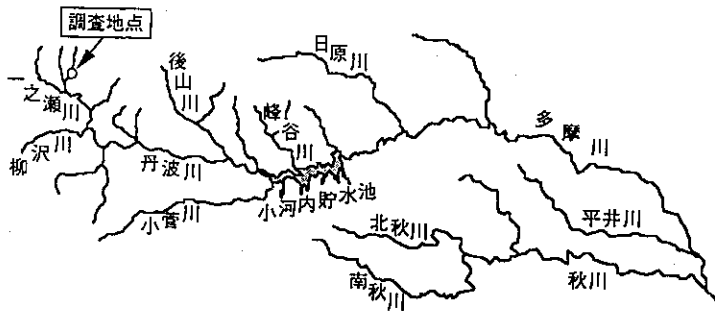 調査地点
一之瀬川
柳沢川
後山川
丹波川
小菅川
峰谷川
小河内貯水池
日原川
多摩川
平井川
北秋川
南秋川
秋川